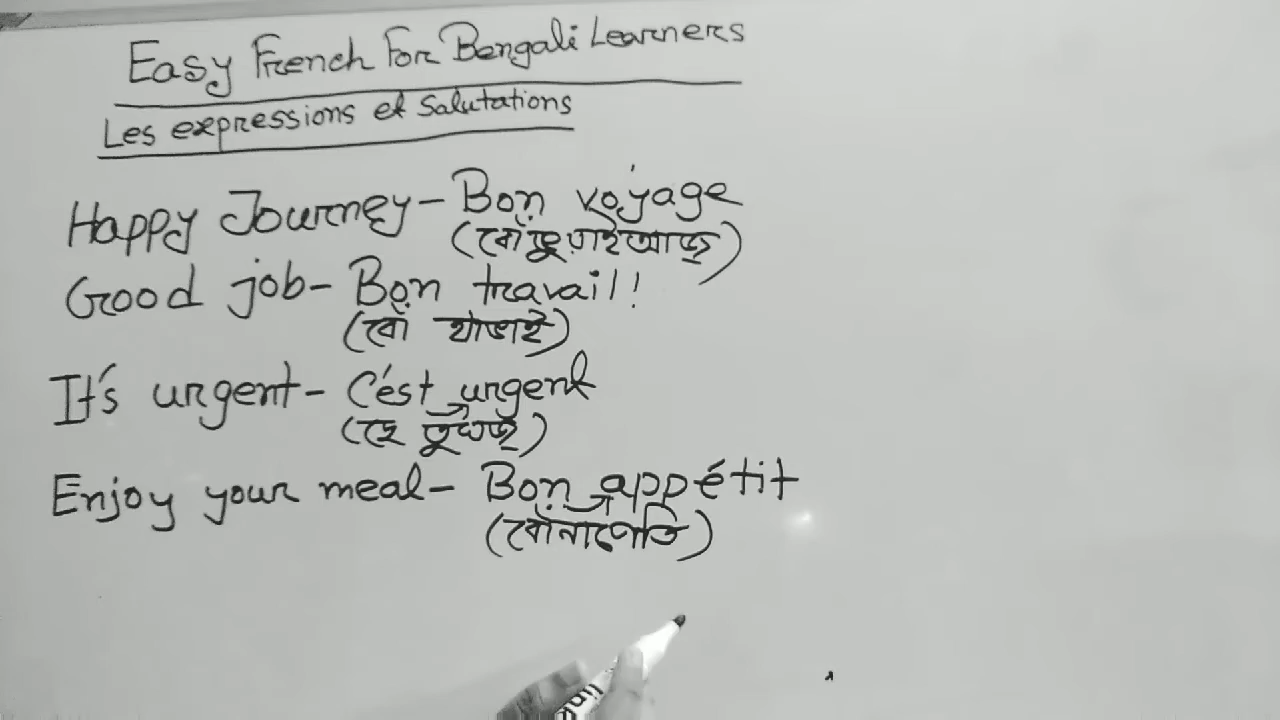 Easy French For Bengali Learners
Les expressions et salutations
Happy Journey - Bon voyage
Good job - Bon travail!
(বোঁ থাভাই)
It's urgent - C'est urgent
Enjoy your meal - Bon appétit
(বোঁনাপেতি)